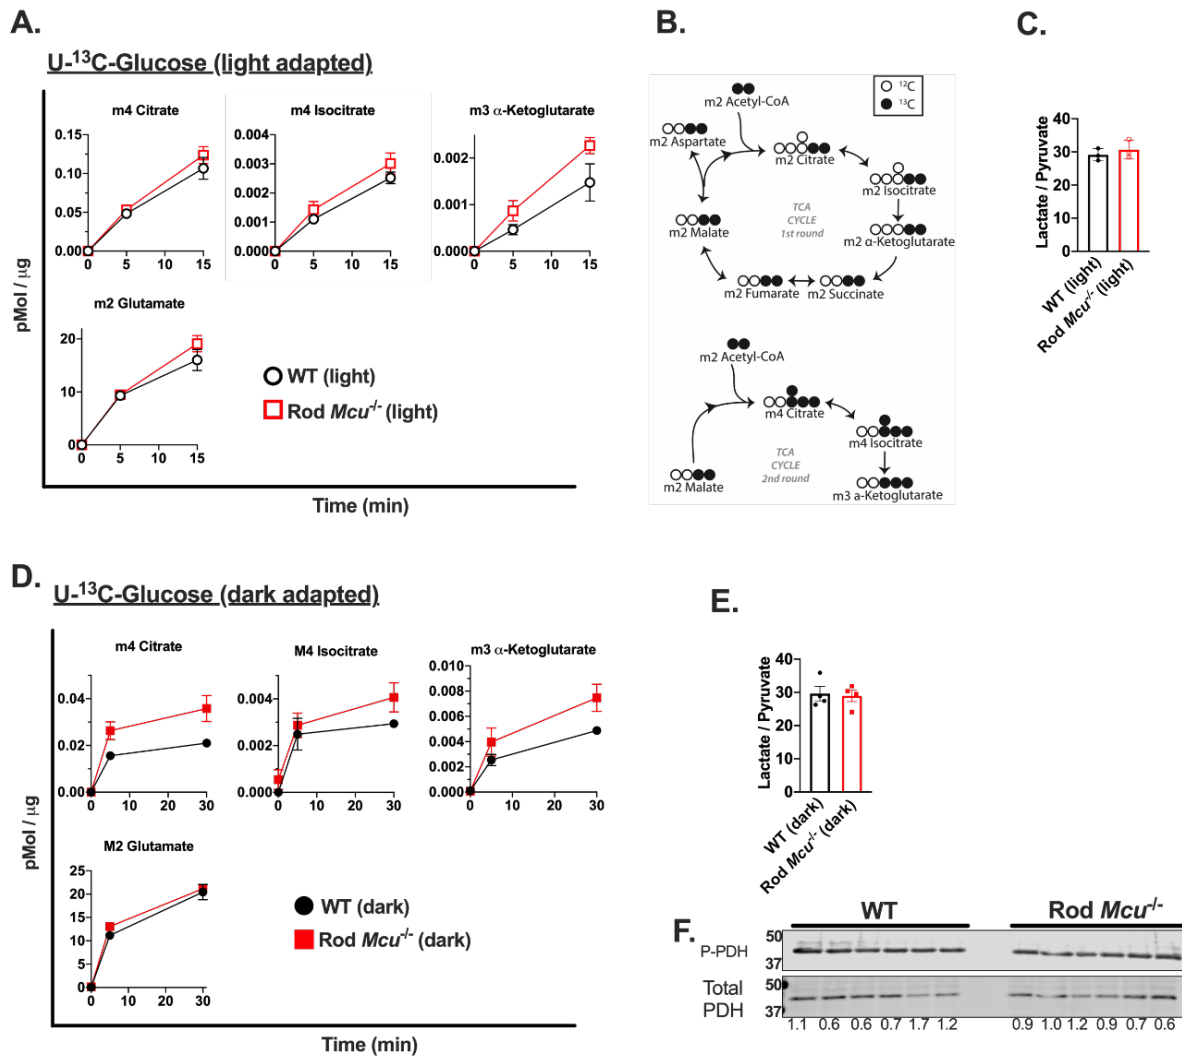 A.
U-¹³C-Glucose (light adapted)
m4 Citrate
m4 Isocitrate
m3 α-Ketoglutarate
0.15
0.10
0.05
0.00
0 5 10 15
0.004
0.003
0.002
0.001
0.000
0 5 10 15
0.002
0.001
0.000
0 5 10 15
m2 Glutamate
20
10
0
0 5 10 15
WT (light)
Rod Mcu⁻/⁻ (light)
pMol / μg
Time (min)
B.
¹²C
¹³C
m2 Acetyl-CoA
m2 Aspartate
m2 Citrate
m2 Isocitrate
TCA
CYCLE
1st round
m2 Malate
m2 α-Ketoglutarate
m2 Fumarate
m2 Succinate
m2 Acetyl-CoA
m4 Citrate
m4 Isocitrate
TCA
CYCLE
2nd round
m2 Malate
m3 a-Ketoglutarate
C.
Lactate / Pyruvate
40
30
20
10
0
WT (light)
Rod Mcu⁻/⁻ (light)
D.
U-¹³C-Glucose (dark adapted)
m4 Citrate
M4 Isocitrate
m3 α-Ketoglutarate
0.04
0.02
0.00
0 10 20 30
0.004
0.002
0.000
0 10 20 30
0.010
0.008
0.006
0.004
0.002
0.000
0 10 20 30
M2 Glutamate
25
20
15
10
5
0
0 10 20 30
WT (dark)
Rod Mcu⁻/⁻ (dark)
pMol / μg
Time (min)
E.
Lactate / Pyruvate
40
30
20
10
0
WT (dark)
Rod Mcu⁻/⁻ (dark)
F.
WT
Rod Mcu⁻/⁻
P-PDH
50
37
Total
PDH
50
37
1.1 0.6 0.6 0.7 1.7 1.2 0.9 1.0 1.2 0.9 0.7 0.6